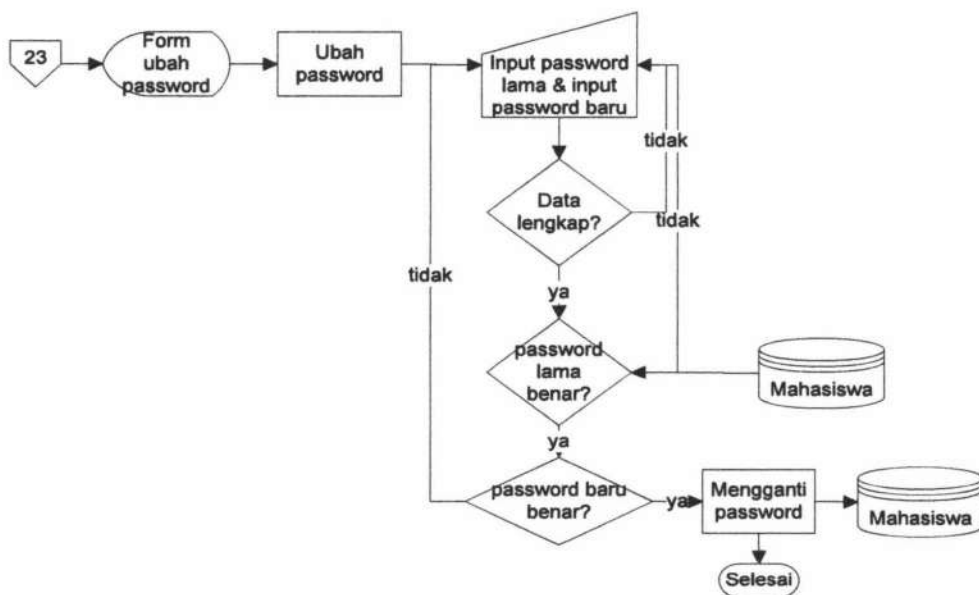 23
Form
ubah
password
Ubah
password
Input password
lama & input
password baru
tidak
Data
lengkap?
tidak
tidak
ya
password
lama
benar?
Mahasiswa
ya
password baru
benar?
ya
Mengganti
password
Mahasiswa
Selesai